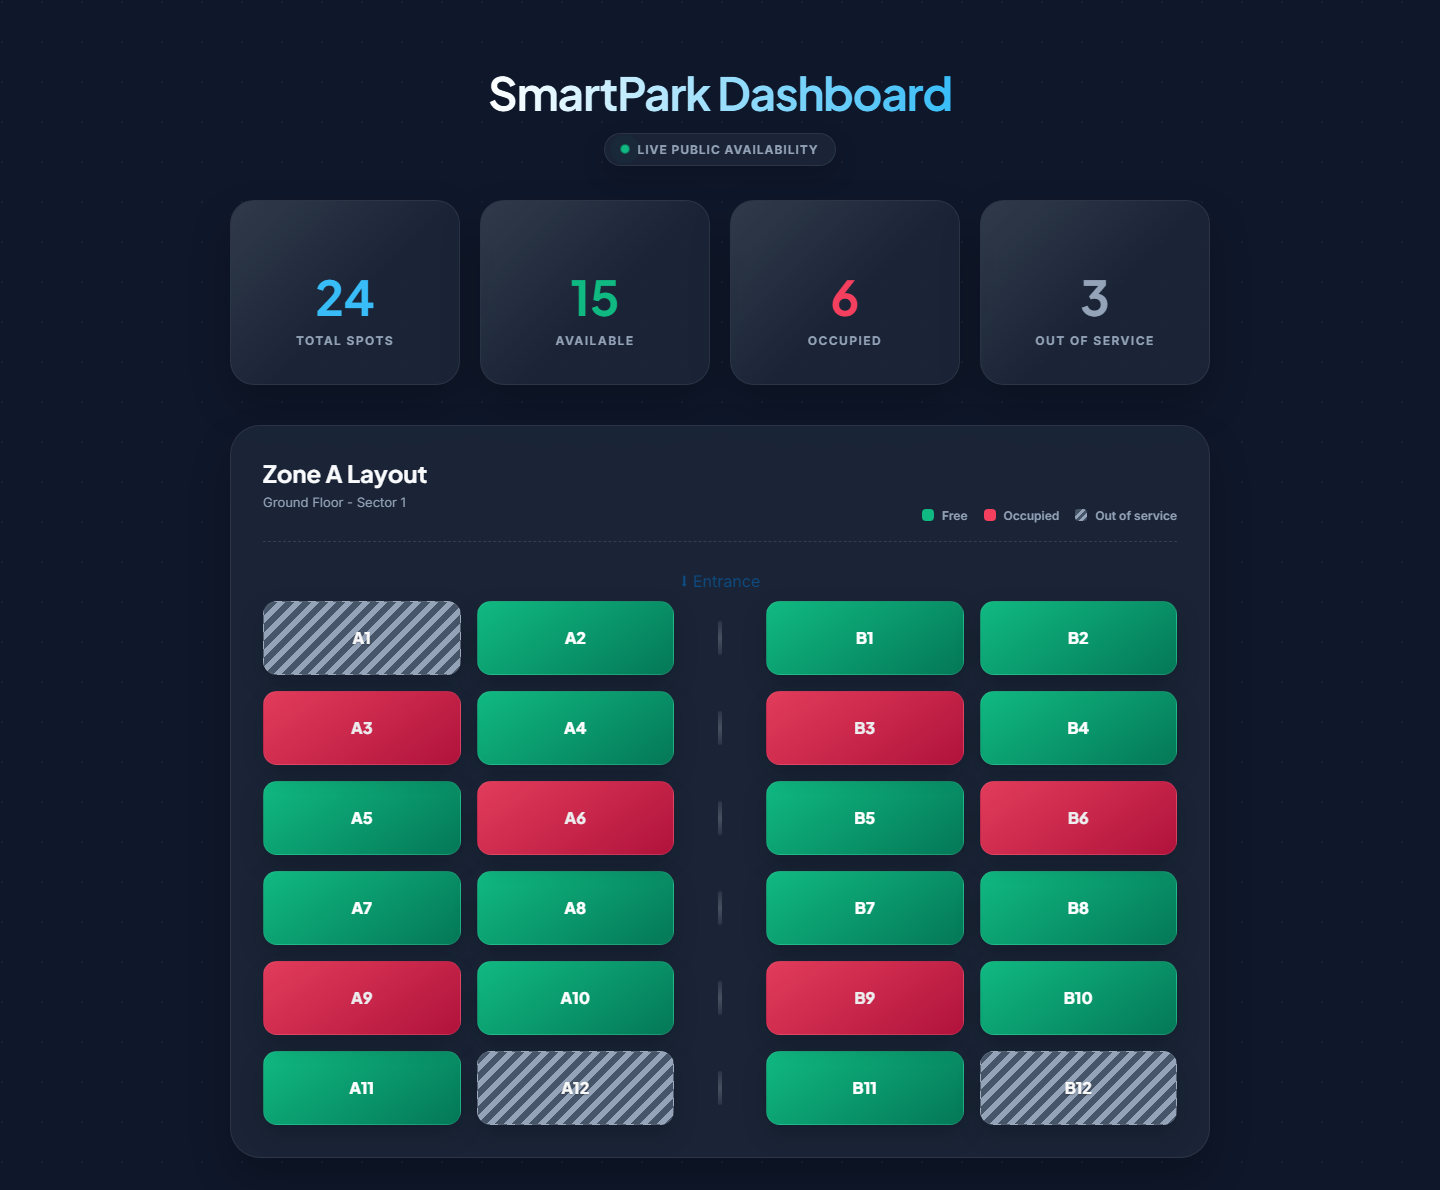 SmartPark Dashboard
LIVE PUBLIC AVAILABILITY
24 15 6 3
TOTAL SPOTS AVAILABLE OCCUPIED OUT OF SERVICE
Zone A Layout
Ground Floor - Sector 1
Free Occupied Out of service
Entrance
A1 A2 B1 B2
A3 A4 B3 B4
A5 A6 B5 B6
A7 A8 B7 B8
A9 A10 B9 B10
A11 A12 B11 B12